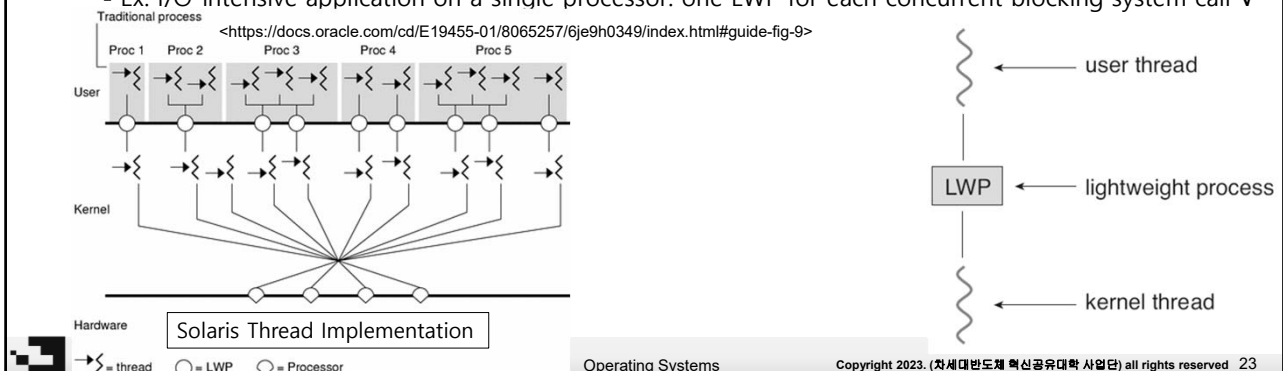 Ex. I/O intensive application on a single processor: one LWP for each concurrent blocking system call
Traditional process
<https://docs.oracle.com/cd/E19455-01/8065257/6je9h0349/index.html#guide-fig-9>
Proc 1 Proc 2 Proc 3 Proc 4 Proc 5
User
Kernel
Hardware
Solaris Thread Implementation
= thread = LWP = Processor
user thread
LWP
lightweight process
kernel thread
Operating Systems
Copyright 2023. (차세대반도체 혁신공유대학 사업단) all rights reserved 23